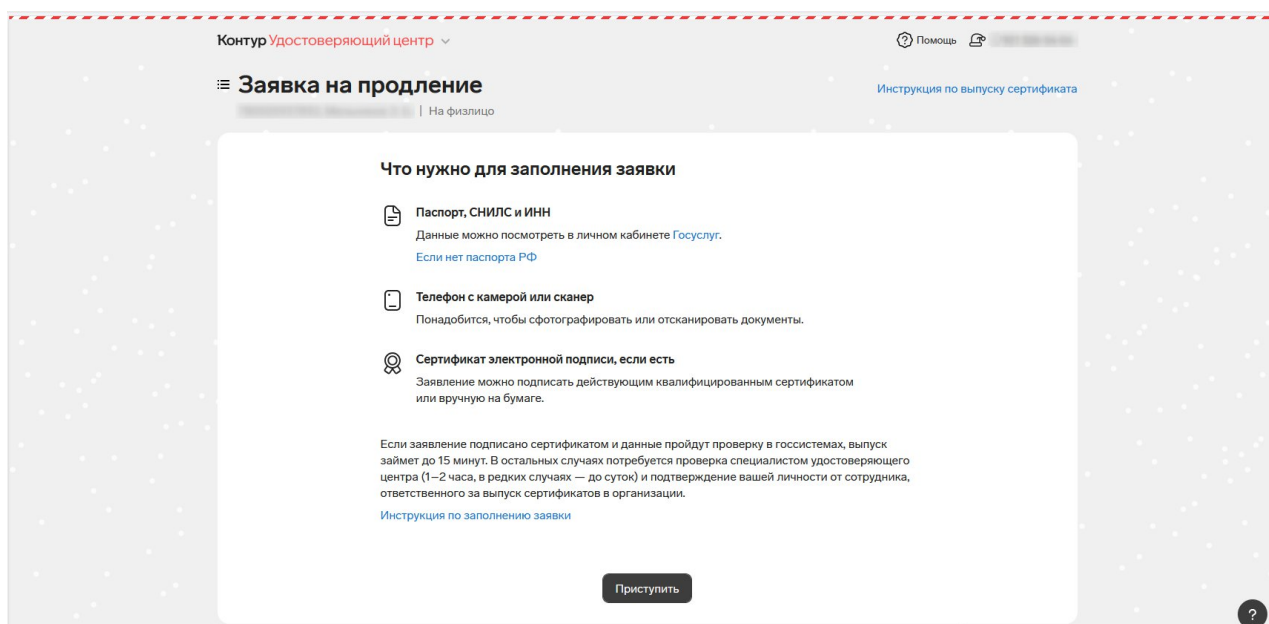 Контур Удостоверяющий центр
Помощь
Заявка на продление
Инструкция по выпуску сертификата
| На физлицо
Что нужно для заполнения заявки
Паспорт, СНИЛС и ИНН
Данные можно посмотреть в личном кабинете Госуслуг.
Если нет паспорта РФ
Телефон с камерой или сканер
Понадобится, чтобы сфотографировать или отсканировать документы.
Сертификат электронной подписи, если есть
Заявление можно подписать действующим квалифицированным сертификатом
или вручную на бумаге.
Если заявление подписано сертификатом и данные пройдут проверку в госсистемах, выпуск
займет до 15 минут. В остальных случаях потребуется проверка специалистом удостоверяющего
центра (1–2 часа, в редких случаях — до суток) и подтверждение вашей личности от сотрудника,
ответственного за выпуск сертификатов в организации.
Инструкция по заполнению заявки
Приступить
?